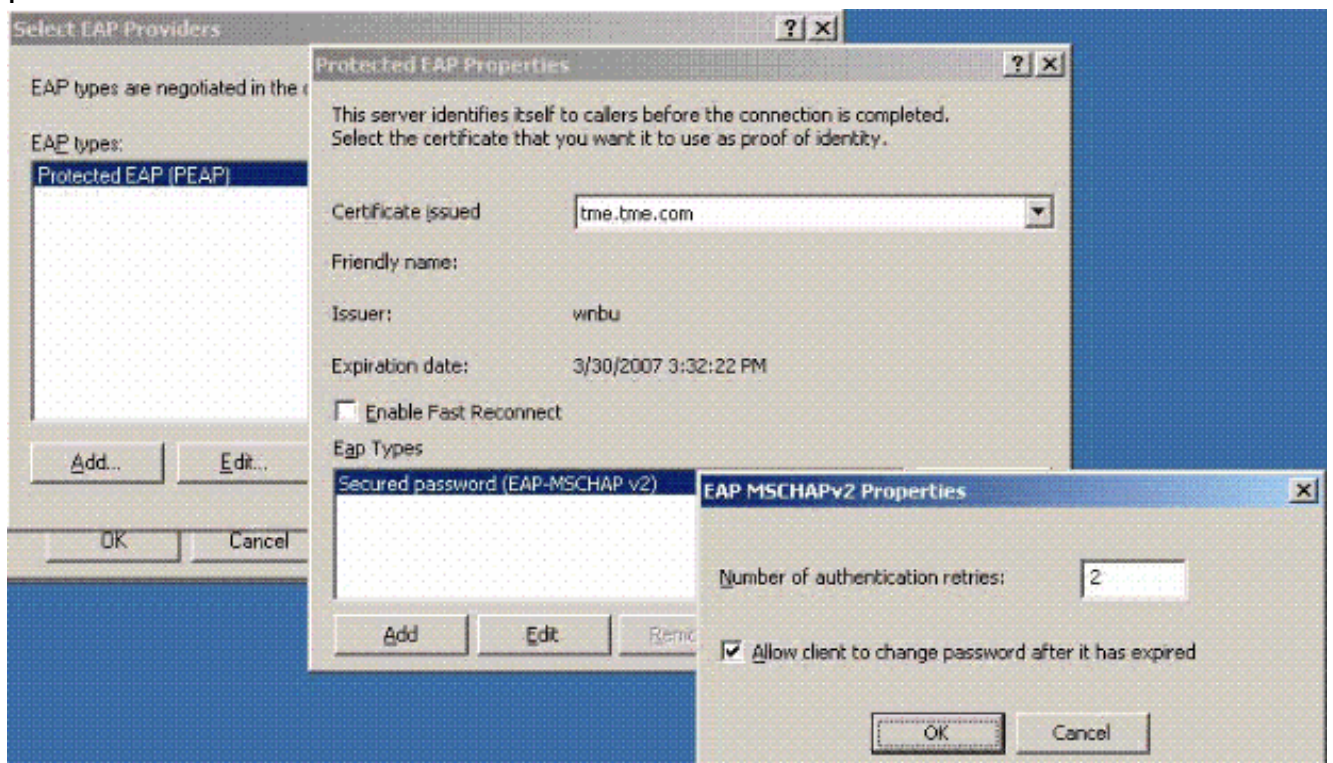 Select EAP Providers
EAP types are negotiated in the
EAP types:
Protected EAP (PEAP)
Add...
Edit...
OK
Cancel
Protected EAP Properties
This server identifies itself to callers before the connection is completed.
Select the certificate that you want it to use as proof of identity.
Certificate issued
tme.tme.com
Friendly name:
Issuer:
wnbu
Expiration date:
3/30/2007 3:32:22 PM
Enable Fast Reconnect
Eap Types
Secured password (EAP-MSCHAP v2)
Add
Edit
EAP MSCHAPv2 Properties
Number of authentication retries:
2
Allow client to change password after it has expired
OK
Cancel